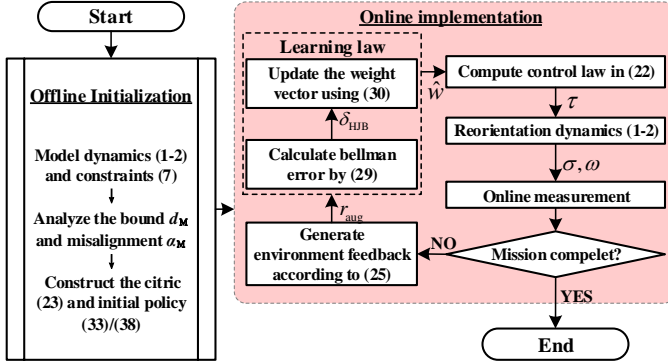 Start
Offline Initialization
Model dynamics (1-2)
and constraints (7)
Analyze the bound d_M
and misalignment α_M
Construct the citric
(23) and initial policy
(33)/(38)
Online implementation
Learning law
Update the weight
vector using (30)
δ_HJB
Calculate bellman
error by (29)
r_aug
Generate
environment feedback
according to (25)
ŵ
Compute control law in (22)
τ
Reorientation dynamics (1-2)
σ, ω
Online measurement
NO
Mission compelet?
YES
End